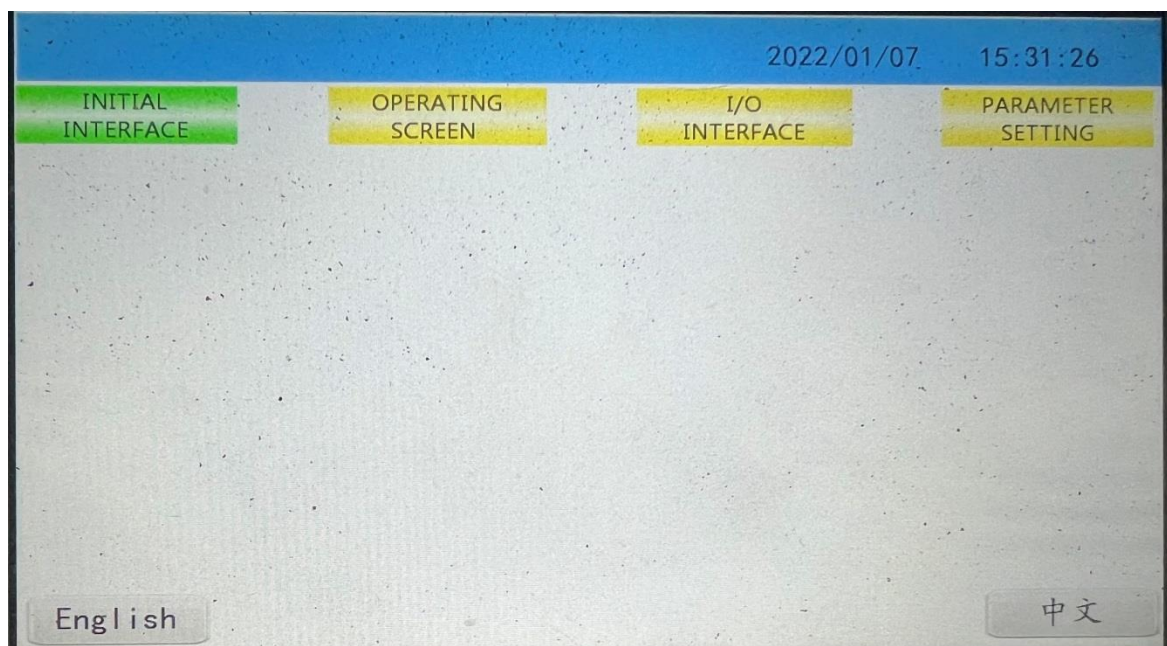 2022/01/07 15:31:26
INITIAL
INTERFACE
OPERATING
SCREEN
I/O
INTERFACE
PARAMETER
SETTING
English
中文